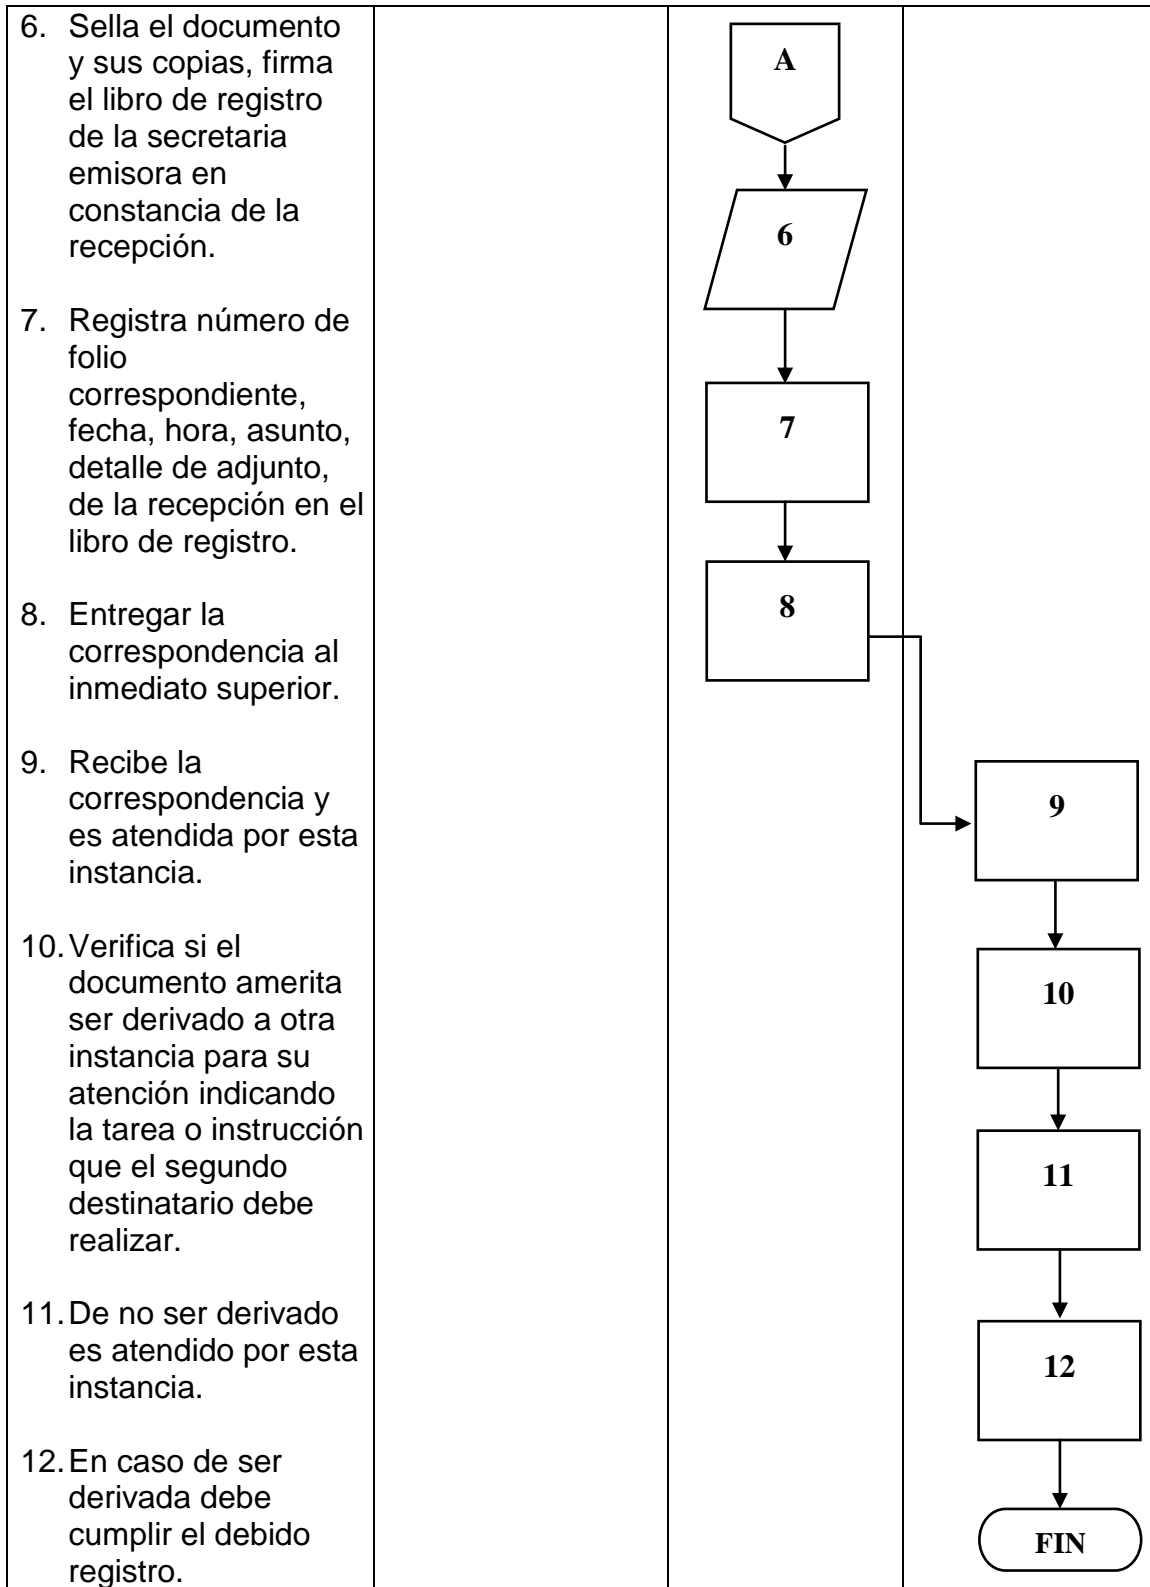 6. Sella el documento
y sus copias, firma
el libro de registro
de la secretaria
emisora en
constancia de la
recepción.
7. Registra número de
folio
correspondiente,
fecha, hora, asunto,
detalle de adjunto,
de la recepción en el
libro de registro.
8. Entregar la
correspondencia al
inmediato superior.
9. Recibe la
correspondencia y
es atendida por esta
instancia.
10. Verifica si el
documento amerita
ser derivado a otra
instancia para su
atención indicando
la tarea o instrucción
que el segundo
destinatario debe
realizar.
11. De no ser derivado
es atendido por esta
instancia.
12. En caso de ser
derivada debe
cumplir el debido
registro.
A
6
7
8
9
10
11
12
FIN